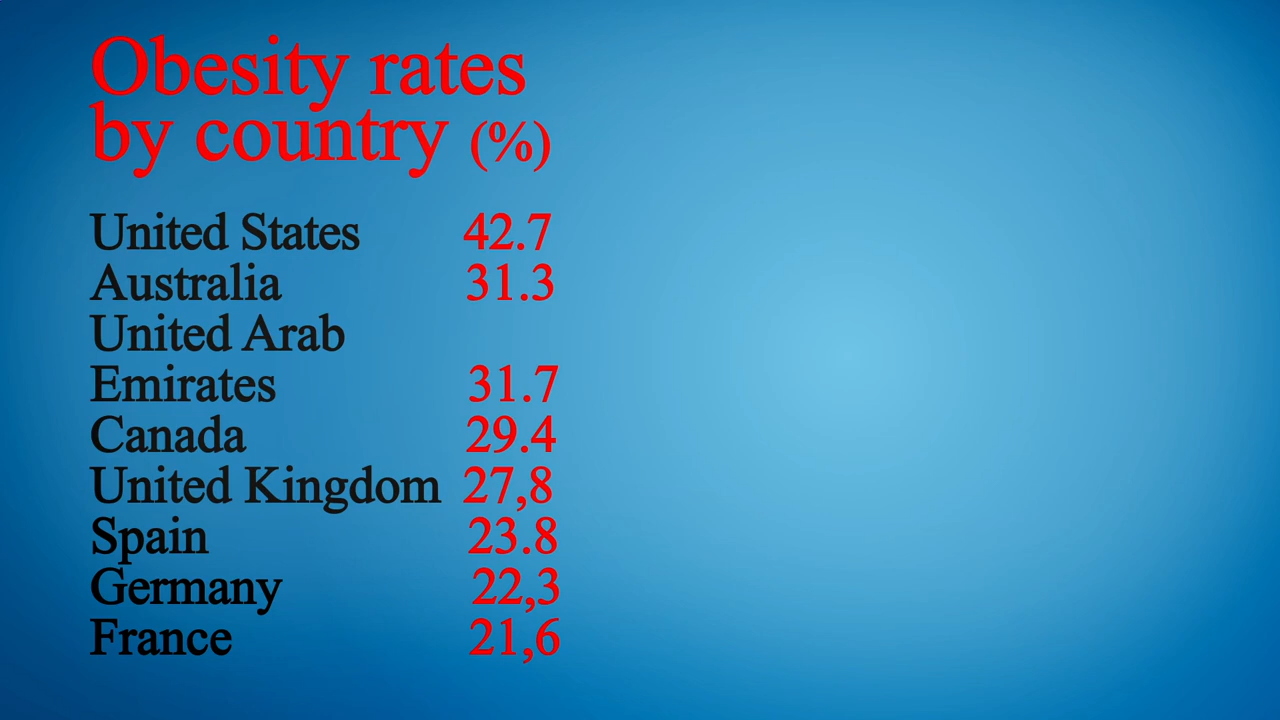 Obesity rates
by country (%)
United States 42.7
Australia 31.3
United Arab
Emirates 31.7
Canada 29.4
United Kingdom 27,8
Spain 23.8
Germany 22,3
France 21,6